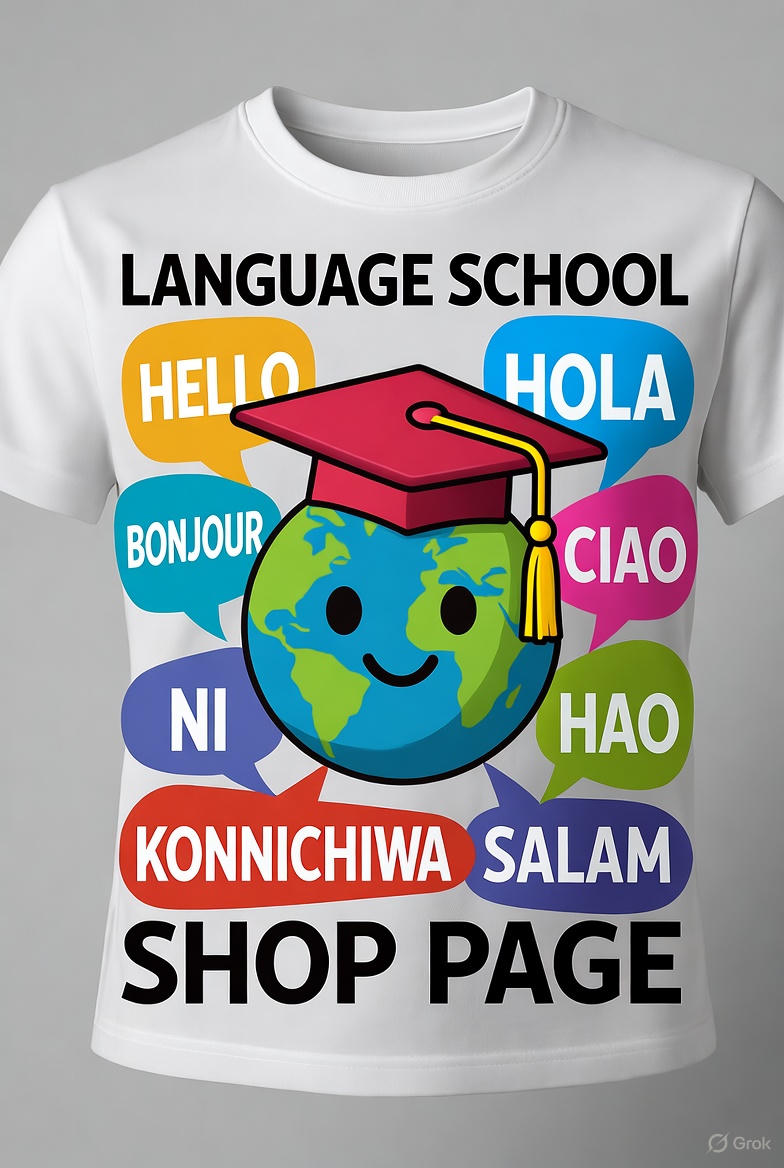 LANGUAGE SCHOOL
HELLO
HOLA
BONJOUR
CIAO
NI
HAO
KONNICHIWA
SALAM
SHOP PAGE
Grok